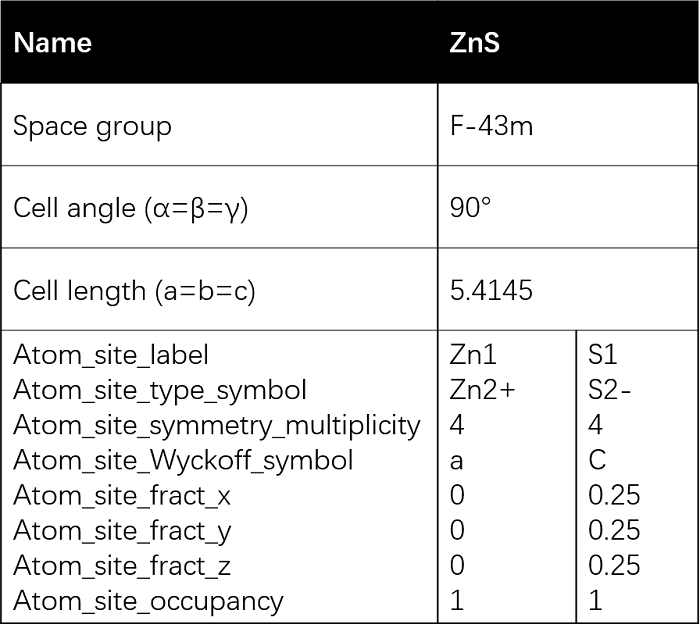 Name ZnS
Space group F-43m
Cell angle (α=β=γ) 90°
Cell length (a=b=c) 5.4145
Atom_site_label Zn1 S1
Atom_site_type_symbol Zn2+ S2-
Atom_site_symmetry_multiplicity 4 4
Atom_site_Wyckoff_symbol a C
Atom_site_fract_x 0 0.25
Atom_site_fract_y 0 0.25
Atom_site_fract_z 0 0.25
Atom_site_occupancy 1 1